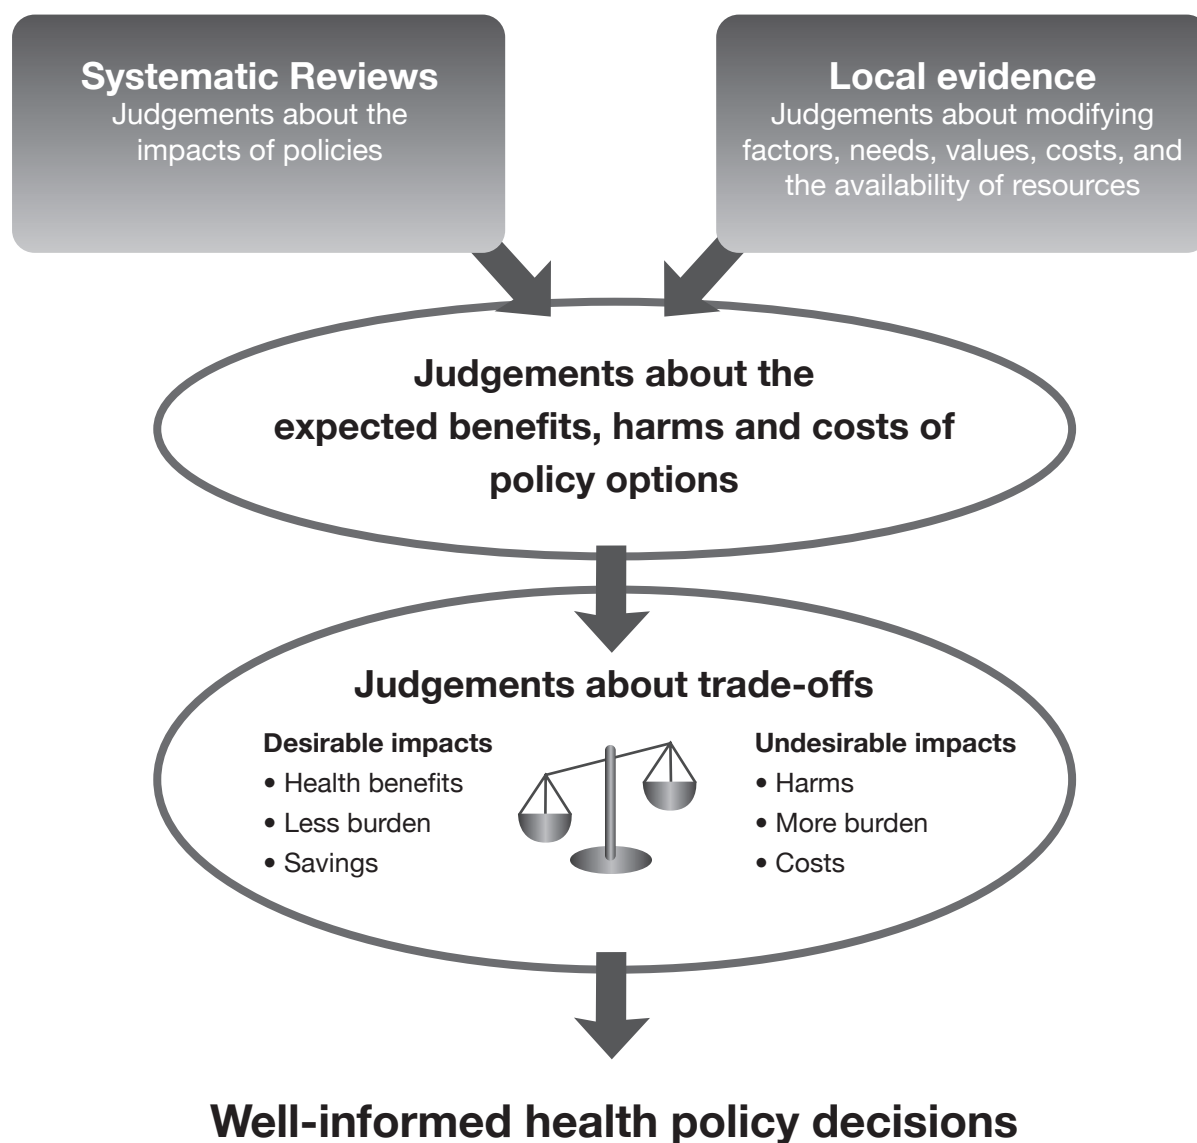 Systematic Reviews
Judgements about the
impacts of policies
Local evidence
Judgements about modifying
factors, needs, values, costs, and
the availability of resources
Judgements about the
expected benefits, harms and costs of
policy options
Judgements about trade-offs
Desirable impacts
• Health benefits
• Less burden
• Savings
Undesirable impacts
• Harms
• More burden
• Costs
Well-informed health policy decisions